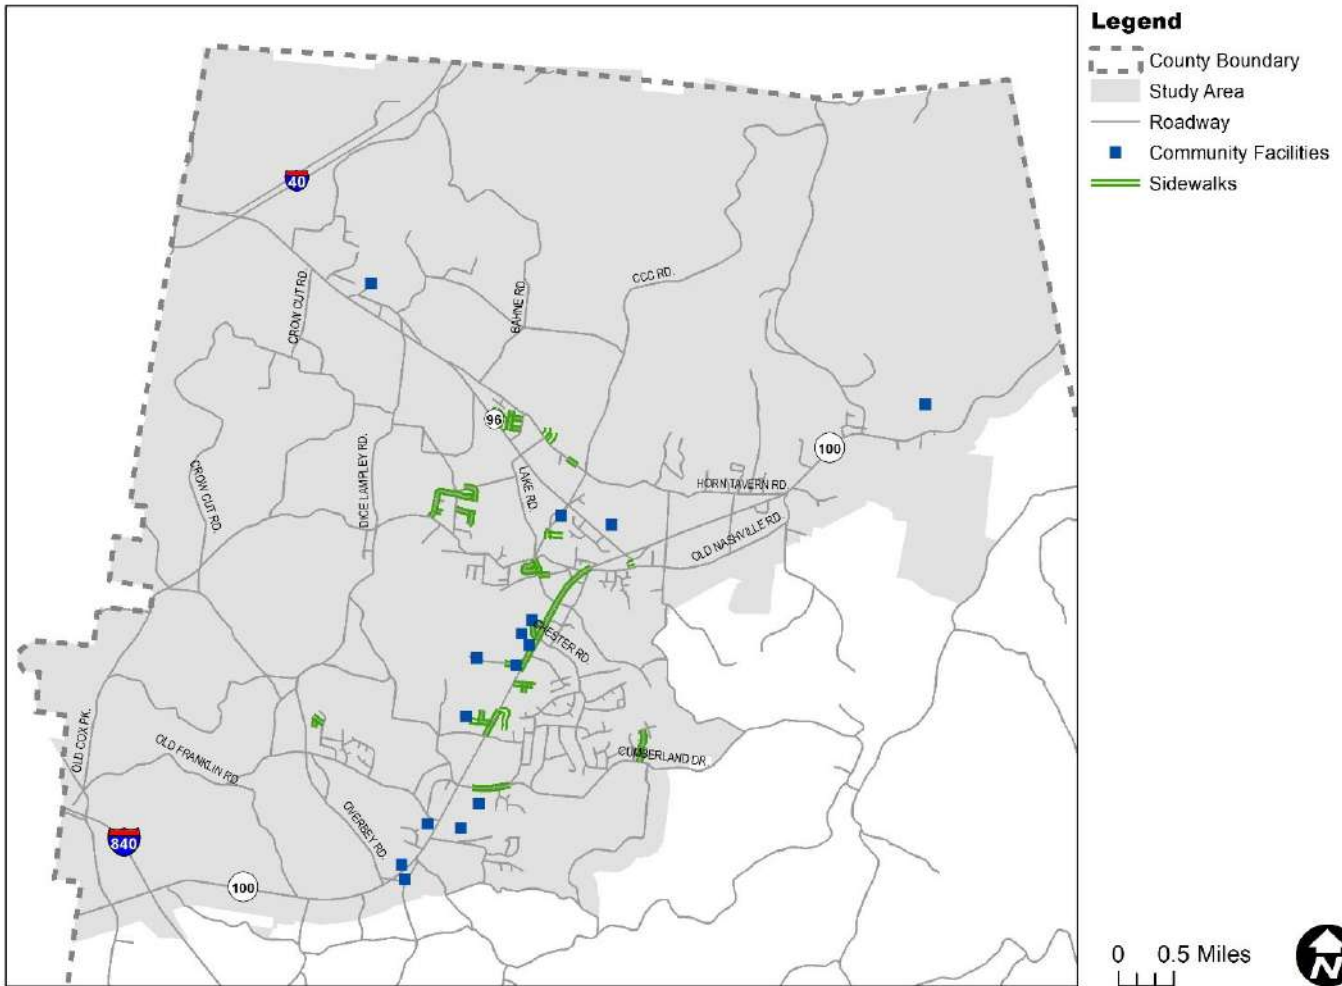 Legend
County Boundary
Study Area
Roadway
Community Facilities
Sidewalks
40
CROW CUT RD.
BAHNE RD.
CCC RD.
96
100
CROW CUT RD.
DICE LAMPLEY RD.
LAKE RD.
HORN TAVERN RD.
OLD NASHVILLE RD.
CHESTER RD.
OLD COX PK.
OLD FRANKLIN RD.
CUMBERLAND DR.
OVERBEY RD.
840
100
0 0.5 Miles
N